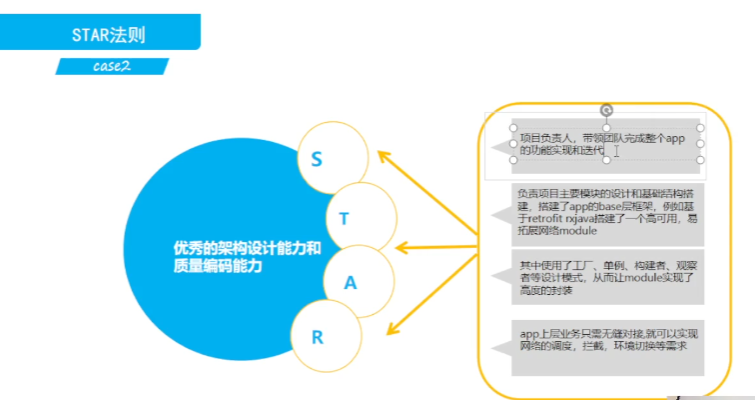 STAR法则
case2
S
T
A
R
优秀的架构设计能力和
质量编码能力
项目负责人，带领团队完成整个app
的功能实现和迭代
负责项目主要模块的设计和基础结构搭
建，搭建了app的base层框架，例如基
于retrofit rxjava搭建了一个高可用，易
拓展网络module
其中使用了工厂、单例、构建者、观察
者等设计模式，从而让module实现了
高度的封装
app上层业务只需无缝对接,就可以实现
网络的调度，拦截，环境切换等需求